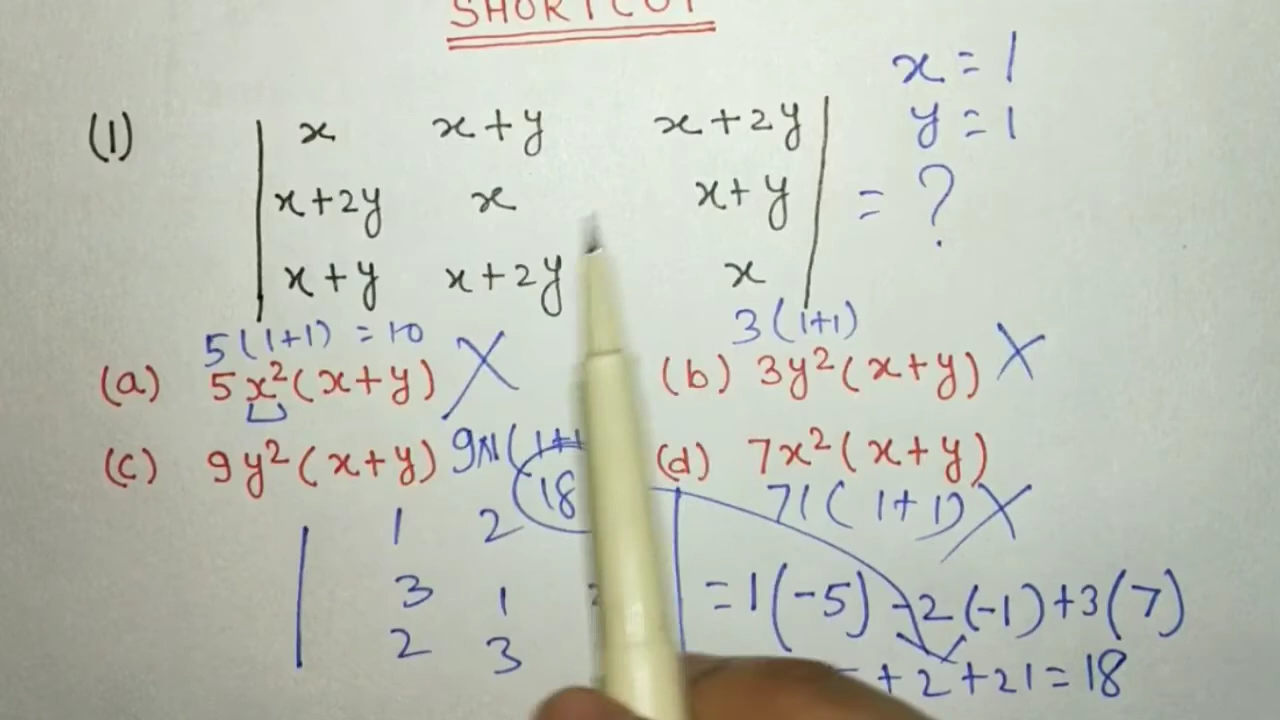 SHORTCUT
x = 1
y = 1
(1) | x x+y x+2y |
| x+2y x x+y | = ?
| x+y x+2y x |
5(1+1) = 10 3(1+1)
(a) 5x²(x+y) X (b) 3y²(x+y) X
(c) 9y²(x+y) 9×1(1+1 (d) 7x²(x+y)
18 71(1+1) X
| 1 2 |
| 3 1 | = 1(-5) -2(-1)+3(7)
| 2 3 |
+2+21=18